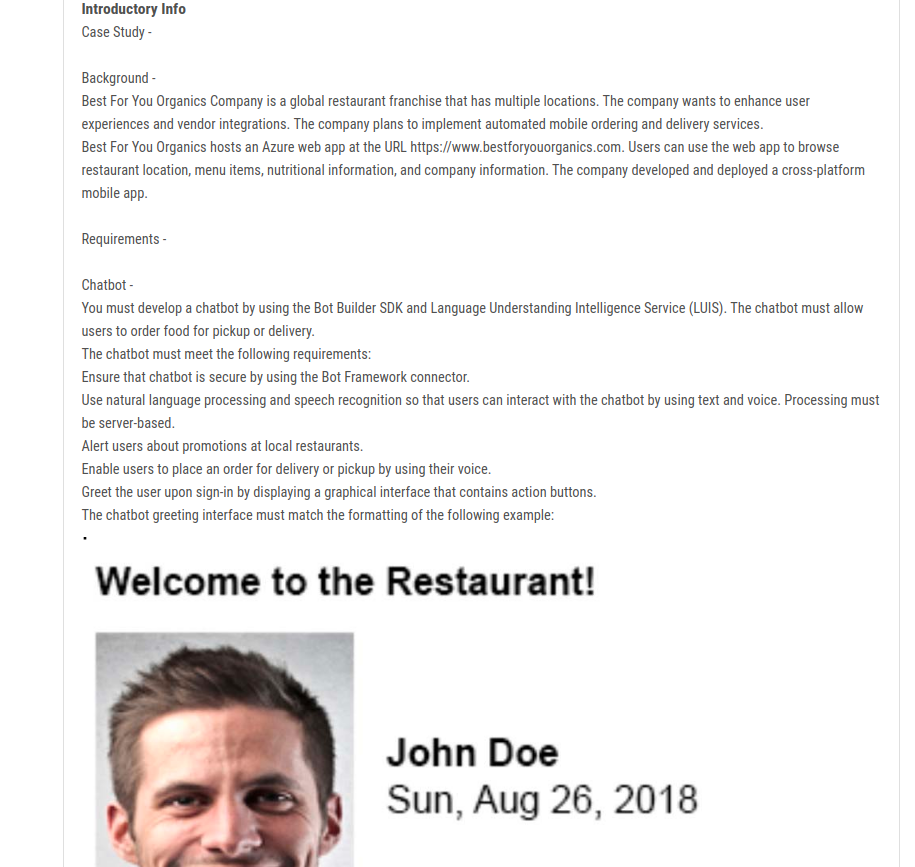 Introductory Info
Case Study -
Background -
Best For You Organics Company is a global restaurant franchise that has multiple locations. The company wants to enhance user
experiences and vendor integrations. The company plans to implement automated mobile ordering and delivery services.
Best For You Organics hosts an Azure web app at the URL https://www.bestforyouorganics.com. Users can use the web app to browse
restaurant location, menu items, nutritional information, and company information. The company developed and deployed a cross-platform
mobile app.
Requirements -
Chatbot -
You must develop a chatbot by using the Bot Builder SDK and Language Understanding Intelligence Service (LUIS). The chatbot must allow
users to order food for pickup or delivery.
The chatbot must meet the following requirements:
Ensure that chatbot is secure by using the Bot Framework connector.
Use natural language processing and speech recognition so that users can interact with the chatbot by using text and voice. Processing must
be server-based.
Alert users about promotions at local restaurants.
Enable users to place an order for delivery or pickup by using their voice.
Greet the user upon sign-in by displaying a graphical interface that contains action buttons.
The chatbot greeting interface must match the formatting of the following example:
Welcome to the Restaurant!
John Doe
Sun, Aug 26, 2018